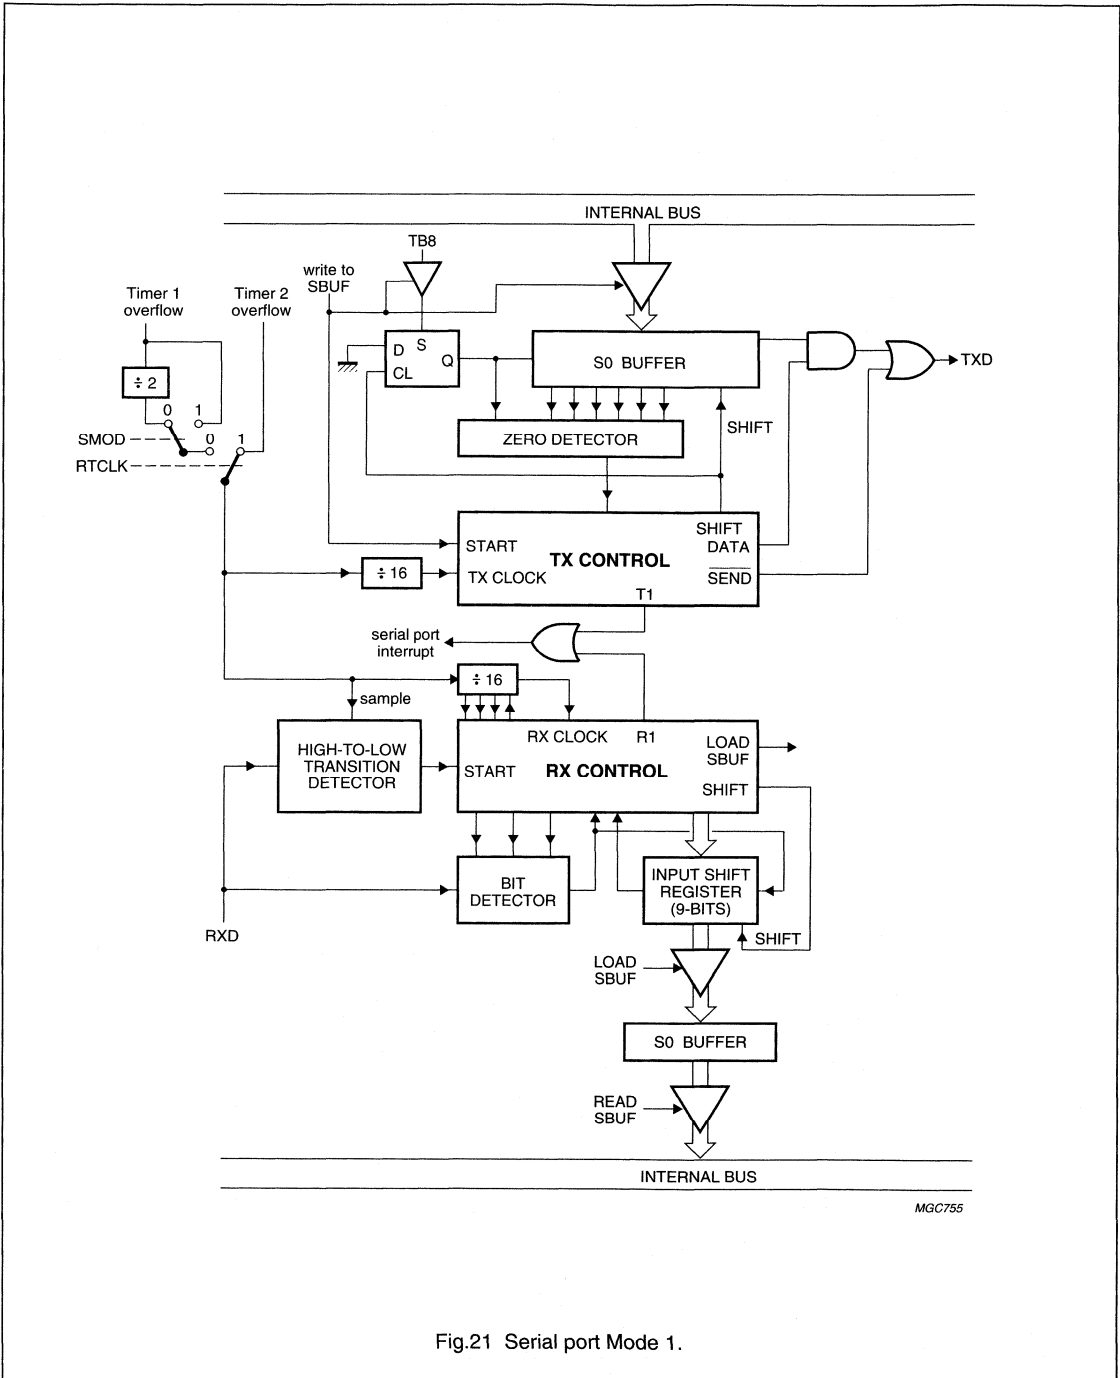 INTERNAL BUS
TB8
write to
SBUF
Timer 1
overflow
Timer 2
overflow
÷ 2
0 1
SMOD
0 1
RTCLK
D S
Q
CL
S0 BUFFER
TXD
ZERO DETECTOR
SHIFT
START
TX CONTROL
SHIFT
DATA
÷ 16
TX CLOCK
SEND
T1
serial port
interrupt
÷ 16
sample
HIGH-TO-LOW
TRANSITION
DETECTOR
RX CLOCK
R1
START
RX CONTROL
LOAD
SBUF
SHIFT
BIT
DETECTOR
INPUT SHIFT
REGISTER
(9-BITS)
RXD
SHIFT
LOAD
SBUF
S0 BUFFER
READ
SBUF
INTERNAL BUS
MGC755
Fig.21 Serial port Mode 1.